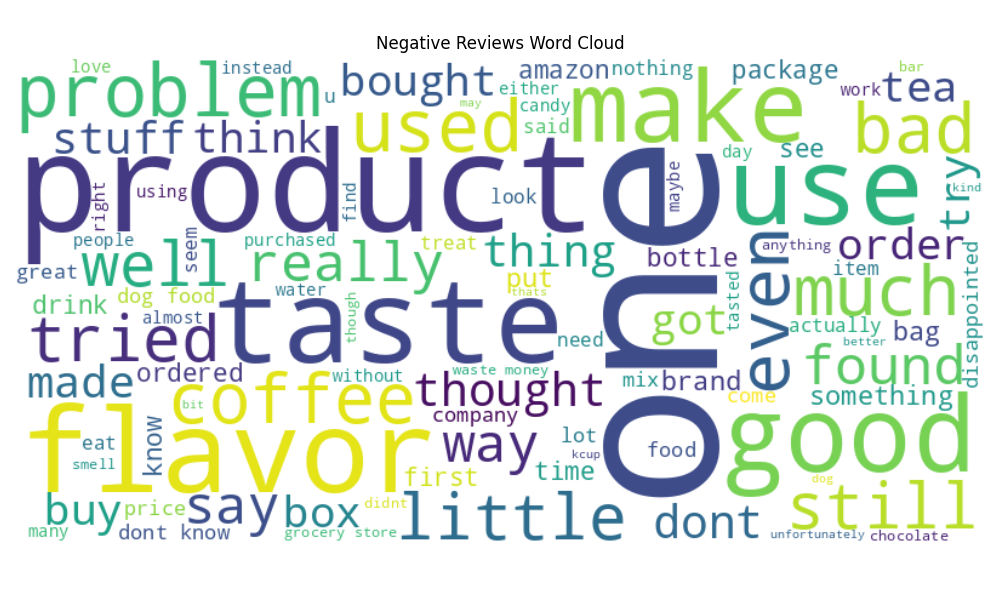 Negative Reviews Word Cloud
love
instead
problem
u
bought
amazon
nothing
package
bar
either
may
candy
make
work
tea
stuff
think
used
said
bad
product
one
day
see
use
try
kind
right
using
find
look
maybe
people
great
well
seem
purchased
really
treat
thing
bottle
anything
order
even
much
item
disappointed
drink
dog food
water
put
thats
tasted
got
tried
almost
taste
though
need
actually
bag
better
found
made
ordered
without
waste money
thought
mix
brand
come
something
coffee
bit
company
flavor
know
eat
smell
way
lot
kcup
food
good
first
time
dog
buy
price
say
box
didnt
little
dont
still
many
dont know
grocery store
unfortunately
chocolate